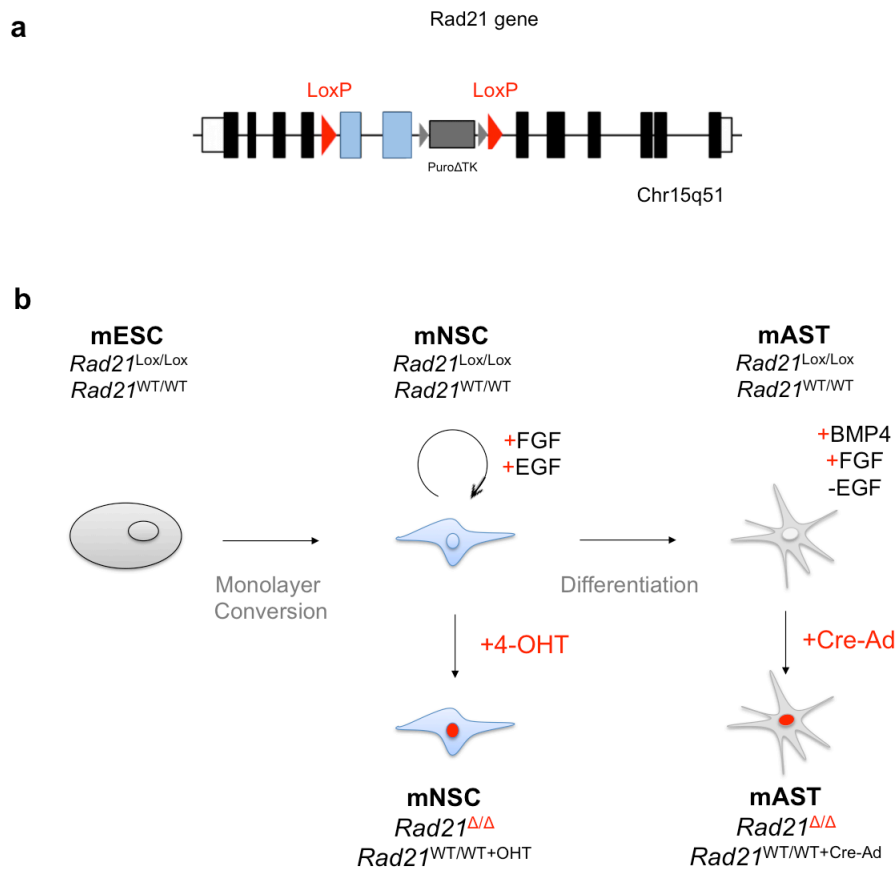 a
Rad21 gene
LoxP
LoxP
PuroΔTK
Chr15q51
b
mESC
Rad21Lox/Lox
Rad21WT/WT
mNSC
Rad21Lox/Lox
Rad21WT/WT
mAST
Rad21Lox/Lox
Rad21WT/WT
+FGF
+EGF
+BMP4
+FGF
-EGF
Monolayer
Conversion
Differentiation
+4-OHT
+Cre-Ad
mNSC
Rad21Δ/Δ
Rad21WT/WT+OHT
mAST
Rad21Δ/Δ
Rad21WT/WT+Cre-Ad